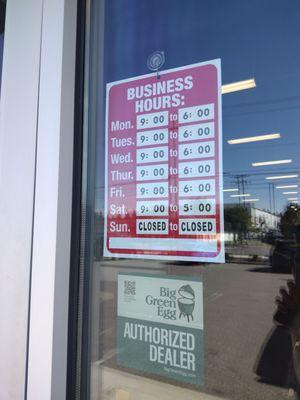 BUSINESS
HOURS:
Mon. 9:00 to 6:00
Tues. 9:00 to 6:00
Wed. 9:00 to 6:00
Thur. 9:00 to 6:00
Fri. 9:00 to 6:00
Sat. 9:00 to 5:00
Sun. CLOSED to CLOSED
Big
Green
Egg
AUTHORIZED
DEALER
BigGreenEgg.com